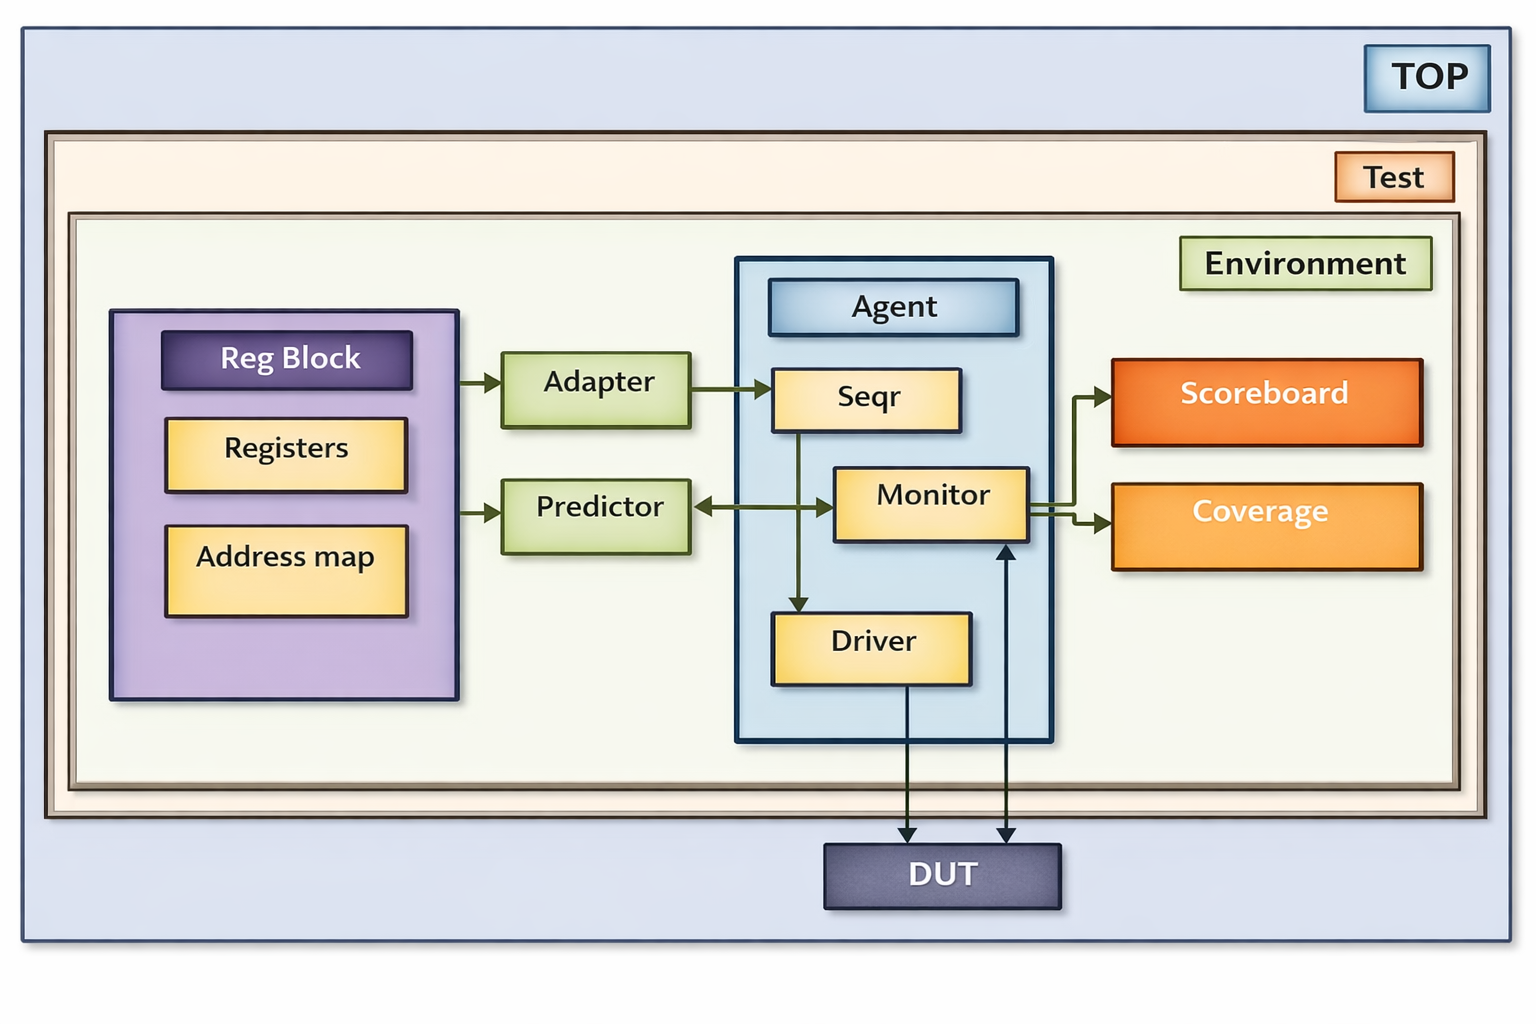 TOP
Test
Environment
Agent
Reg Block
Registers
Address map
Adapter
Predictor
Seqr
Monitor
Driver
Scoreboard
Coverage
DUT